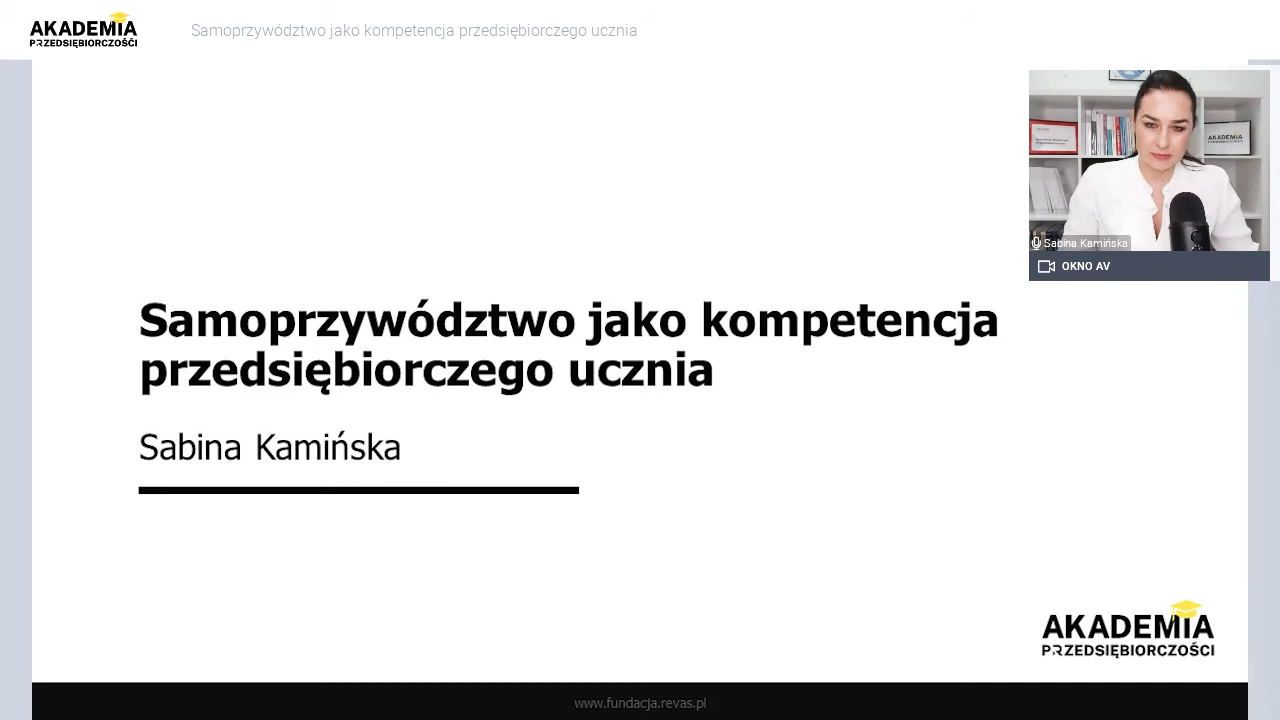 AKADEMIA
PRZEDSIĘBIORCZOŚCI
Samoprzywództwo jako kompetencja przedsiębiorczego ucznia
AKADEMIA
Sabina Kamińska
OKNO AV
Samoprzywództwo jako kompetencja
przedsiębiorczego ucznia
Sabina Kamińska
AKADEMIA
PRZEDSIĘBIORCZOŚCI
www.fundacja.revas.pl